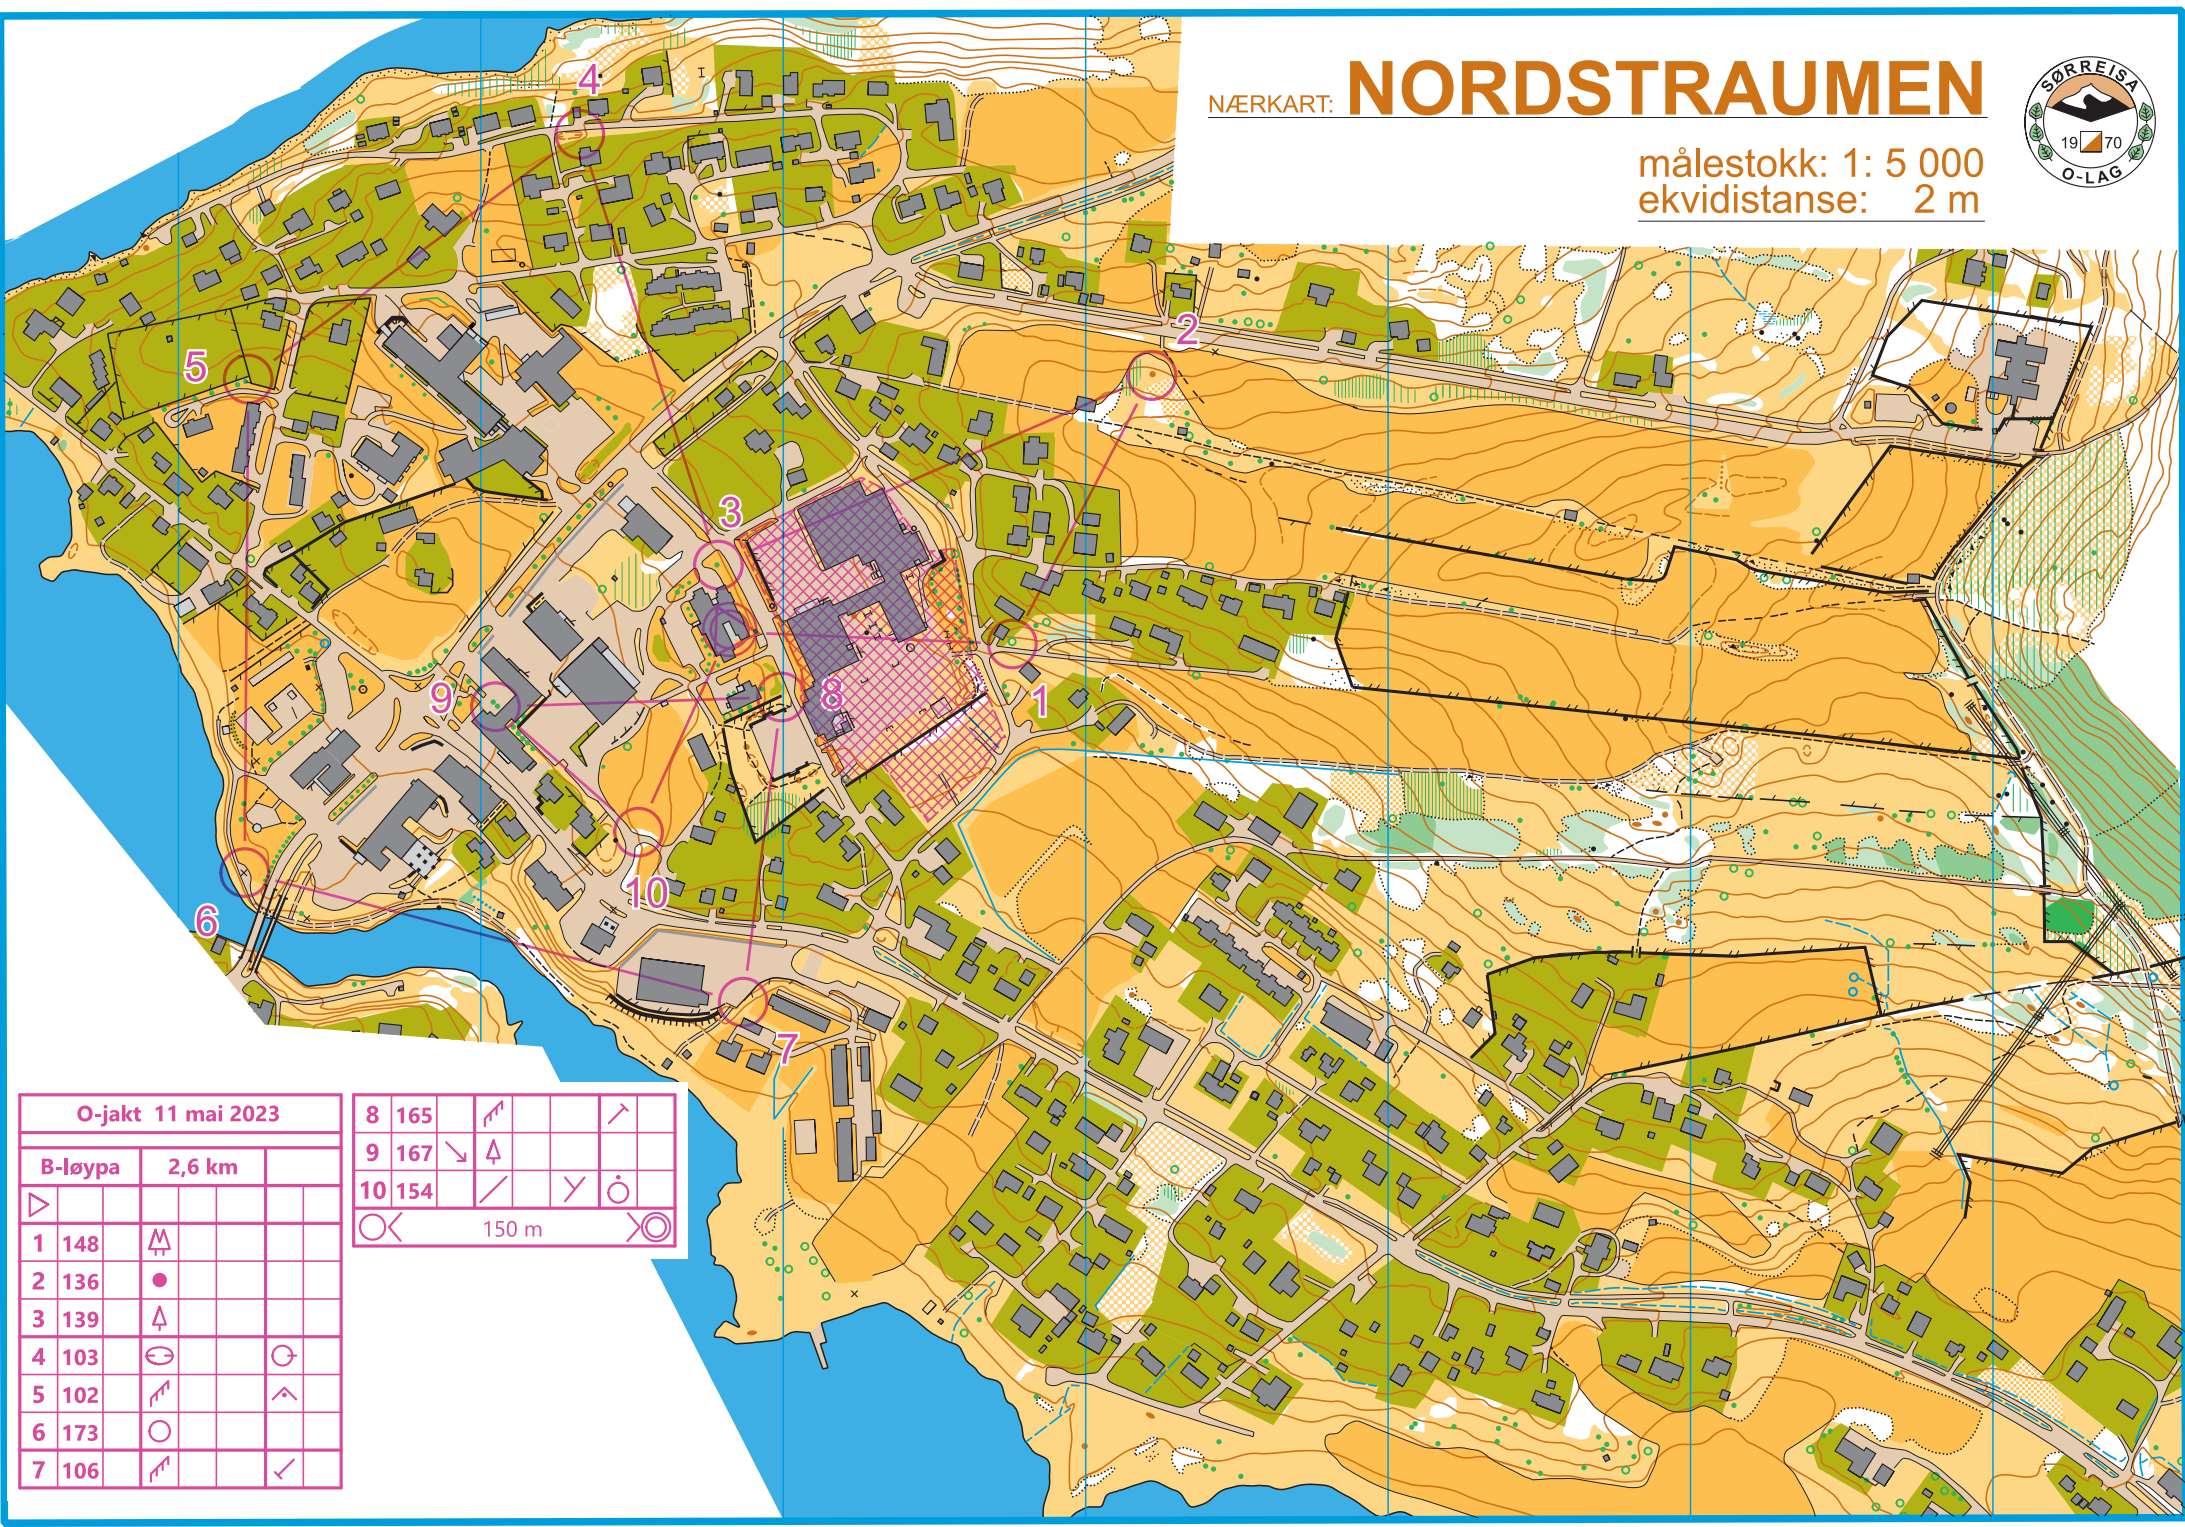 NÆRKART: NORDSTRAUMEN
målestokk: 1: 5 000
ekvidistanse: 2 m
SØRREISA
19 70
O-LAG
4
2
5
3
1
8
9
10
6
7
O-jakt 11 mai 2023
B-løypa 2,6 km
1 148
2 136
3 139
4 103
5 102
6 173
7 106
8 165
9 167
10 154
150 m